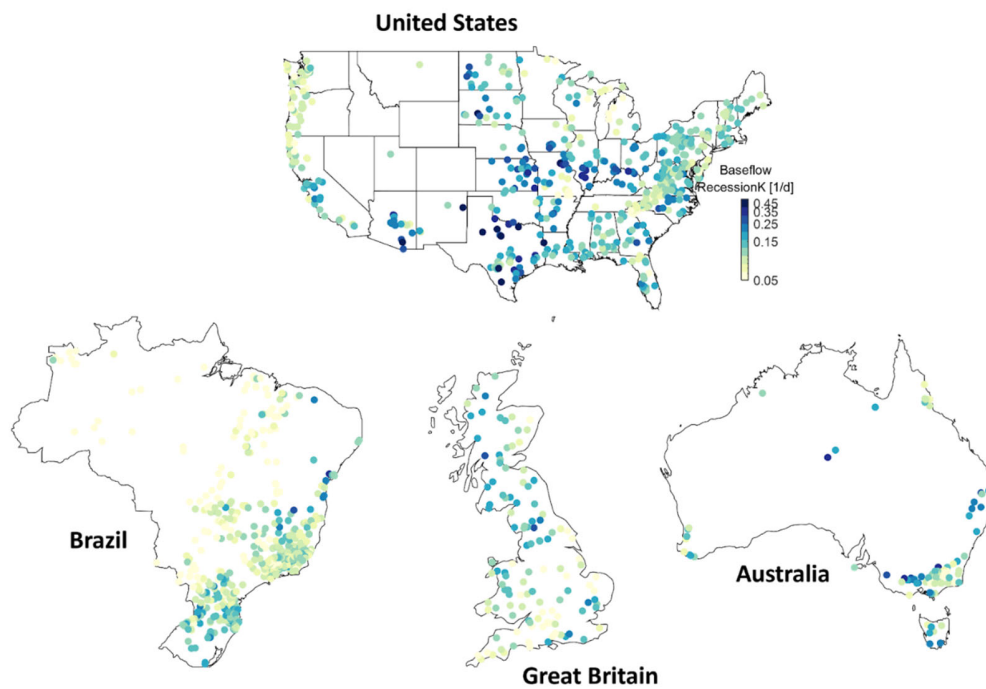 United States
Baseflow
RecessionK [1/d]
0.45
0.35
0.25
0.15
0.05
Brazil
Great Britain
Australia